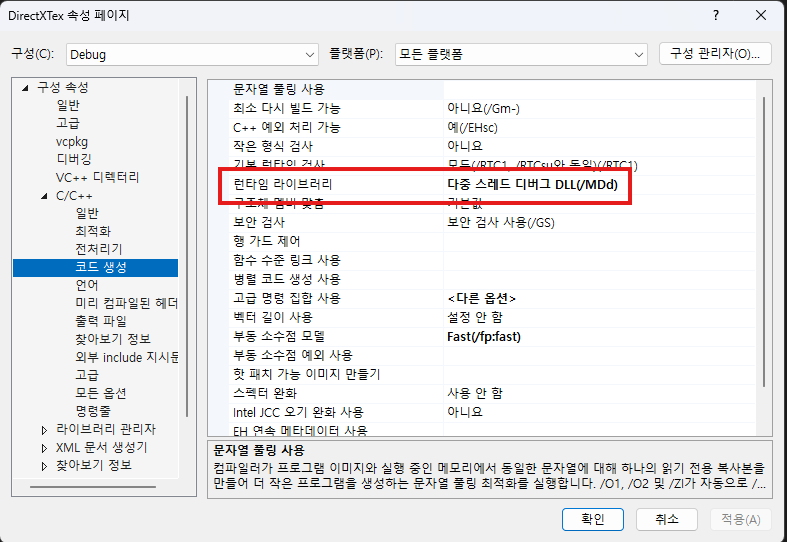 DirectXTex 속성 페이지
? ✕
구성(C): Debug 플랫폼(P): 모든 플랫폼 구성 관리자(O)...
구성 속성
일반
고급
vcpkg
디버깅
VC++ 디렉터리
C/C++
일반
최적화
전처리기
코드 생성
언어
미리 컴파일된 헤더
출력 파일
찾아보기 정보
외부 include 지시문
고급
모든 옵션
명령줄
라이브러리 관리자
XML 문서 생성기
찾아보기 정보
문자열 풀링 사용
최소 다시 빌드 가능 아니요(/Gm-)
C++ 예외 처리 가능 예(/EHsc)
작은 형식 검사 아니요
기본 런타임 검사 모두(/RTC1, /RTCsu와 동일)(/RTC1)
런타임 라이브러리 다중 스레드 디버그 DLL(/MDd)
구조체 멤버 맞춤 기본값
보안 검사 보안 검사 사용(/GS)
행 가드 제어
함수 수준 링크 사용
병렬 코드 생성 사용
고급 명령 집합 사용 <다른 옵션>
벡터 길이 사용 설정 안 함
부동 소수점 모델 Fast(/fp:fast)
부동 소수점 예외 사용
핫 패치 가능 이미지 만들기
스펙터 완화 사용 안 함
Intel JCC 오기 완화 사용 아니요
EH 연속 메타데이터 사용
문자열 풀링 사용
컴파일러가 프로그램 이미지와 실행 중인 메모리에서 동일한 문자열에 대해 하나의 읽기 전용 복사본을
만들어 더 작은 프로그램을 생성하는 문자열 풀링 최적화를 실행합니다. /O1, /O2 및 /ZI가 자동으로 /...
확인 취소 적용(A)